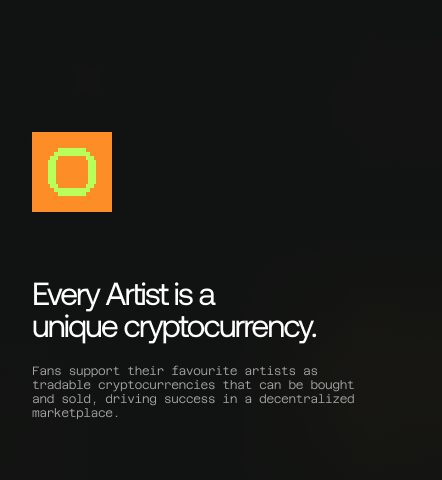 Every Artist is a
unique cryptocurrency.
Fans support their favourite artists as
tradable cryptocurrencies that can be bought
and sold, driving success in a decentralized
marketplace.